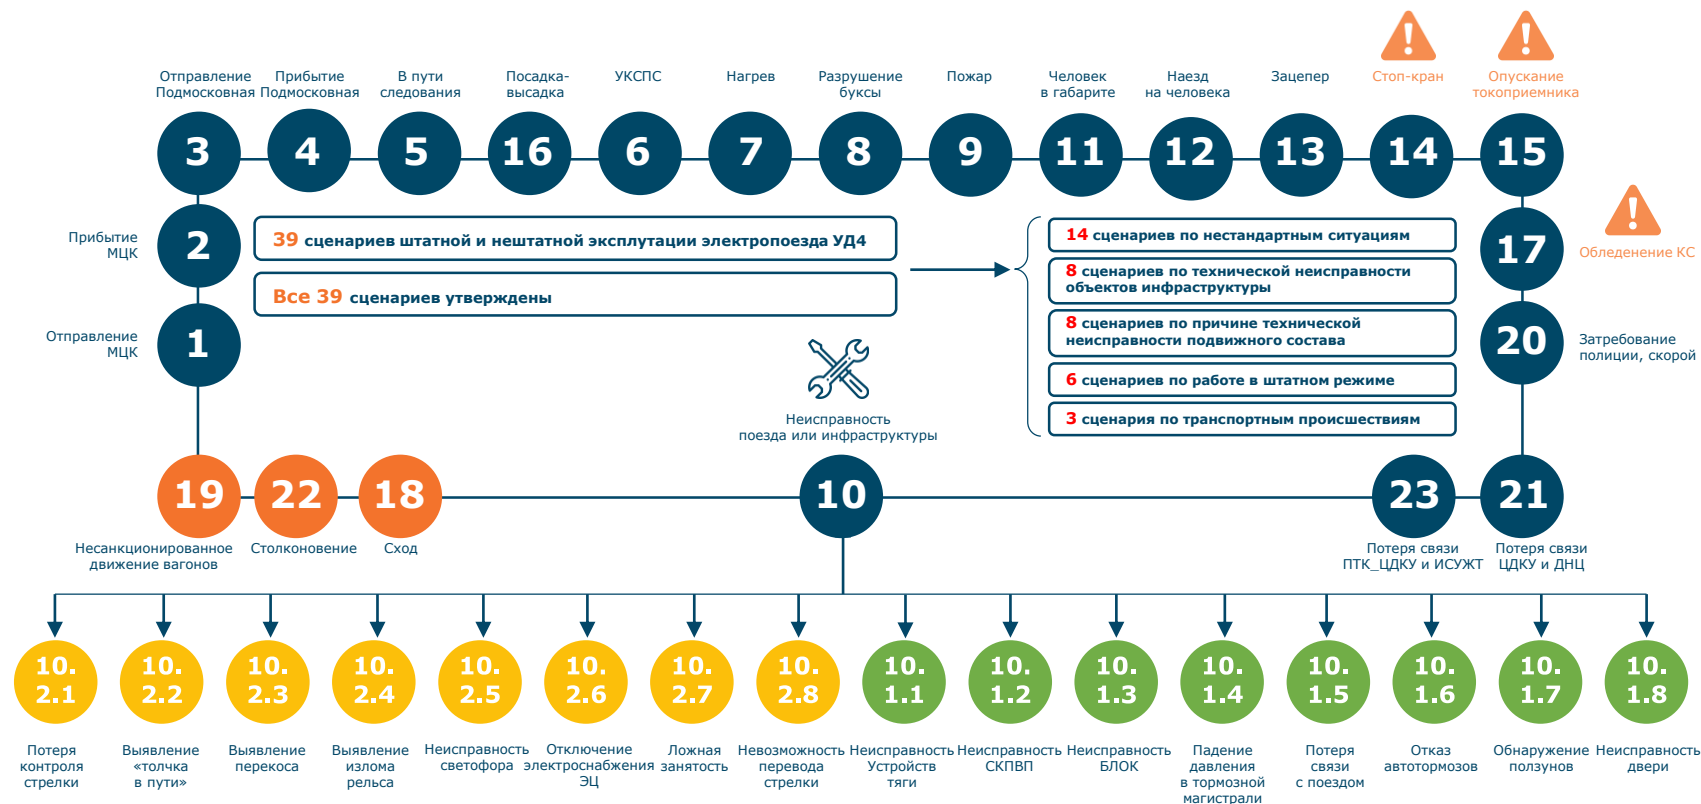 Отправление
Подмосковная
Прибытие
Подмосковная
В пути
следования
Посадка-
высадка
УКСПС
Нагрев
Разрушение
буксы
Пожар
Человек
в габарите
Наезд
на человека
Зацепер
Стоп-кран
Опускание
токоприемника
3
4
5
16
6
7
8
9
11
12
13
14
15
Прибытие
МЦК
2
39 сценариев штатной и нештатной эксплутации электропоезда УД4
Все 39 сценариев утверждены
14 сценариев по нестандартным ситуациям
8 сценариев по технической неисправности
объектов инфраструктуры
8 сценариев по причине технической
неисправности подвижного состава
6 сценариев по работе в штатном режиме
3 сценария по транспортным происшествиям
17
Обледенение КС
Отправление
МЦК
1
20
Затребование
полиции, скорой
Неисправность
поезда или инфраструктуры
19
22
18
10
23
21
Несанкционированное
движение вагонов
Столконовение
Сход
Потеря связи
ПТК_ЦДКУ и ИСУЖТ
Потеря связи
ЦДКУ и ДНЦ
10.
2.1
10.
2.2
10.
2.3
10.
2.4
10.
2.5
10.
2.6
10.
2.7
10.
2.8
10.
1.1
10.
1.2
10.
1.3
10.
1.4
10.
1.5
10.
1.6
10.
1.7
10.
1.8
Потеря
контроля
стрелки
Выявление
«толчка
в пути»
Выявление
перекоса
Выявление
излома
рельса
Неисправность
светофора
Отключение
электроснабжения
ЭЦ
Ложная
занятость
Невозможность
перевода
стрелки
Неисправность
Устройств
тяги
Неисправность
СКПВП
Неисправность
БЛОК
Падение
давления
в тормозной
магистрали
Потеря
связи
с поездом
Отказ
автотормозов
Обнаружение
ползунов
Неисправность
двери